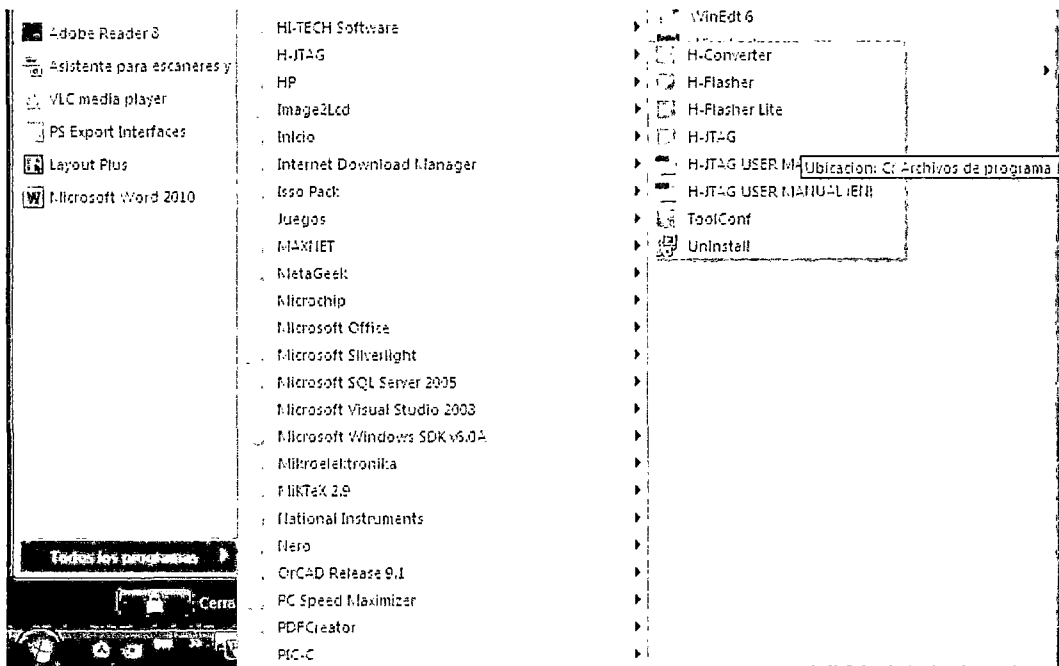 Adobe Reader 8
Asistente para escaneres y
VLC media player
PS Export Interfaces
Layout Plus
Microsoft Word 2010
Todos los programas
Cerra
HI-TECH Software
H-JTAG
HP
Image2Lcd
Inicio
Internet Download Manager
Isso Pack
Juegos
MAXNET
MetaGeek
Microchip
Microsoft Office
Microsoft Silverlight
Microsoft SQL Server 2005
Microsoft Visual Studio 2003
Microsoft Windows SDK v6.0A
Mikroelektronika
MiKTeX 2.9
National Instruments
Nero
OrCAD Release 9.1
PC Speed Maximizer
PDFCreator
PIC-C
WinEdt 6
H-Converter
H-Flasher
H-Flasher Lite
H-JTAG
H-JTAG USER MA
Ubicacion: C: Archivos de programa
H-JTAG USER MANUAL (EN)
ToolConf
Uninstall